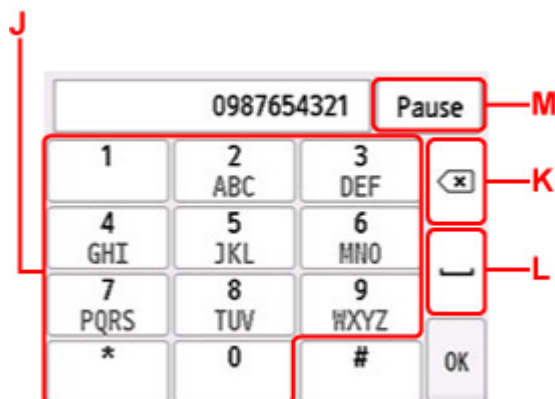 J
0987654321 Pause M
1 2 3
ABC DEF K
4 5 6
GHI JKL MNO
L
7 8 9
PQRS TUV WXYZ
* 0 # OK